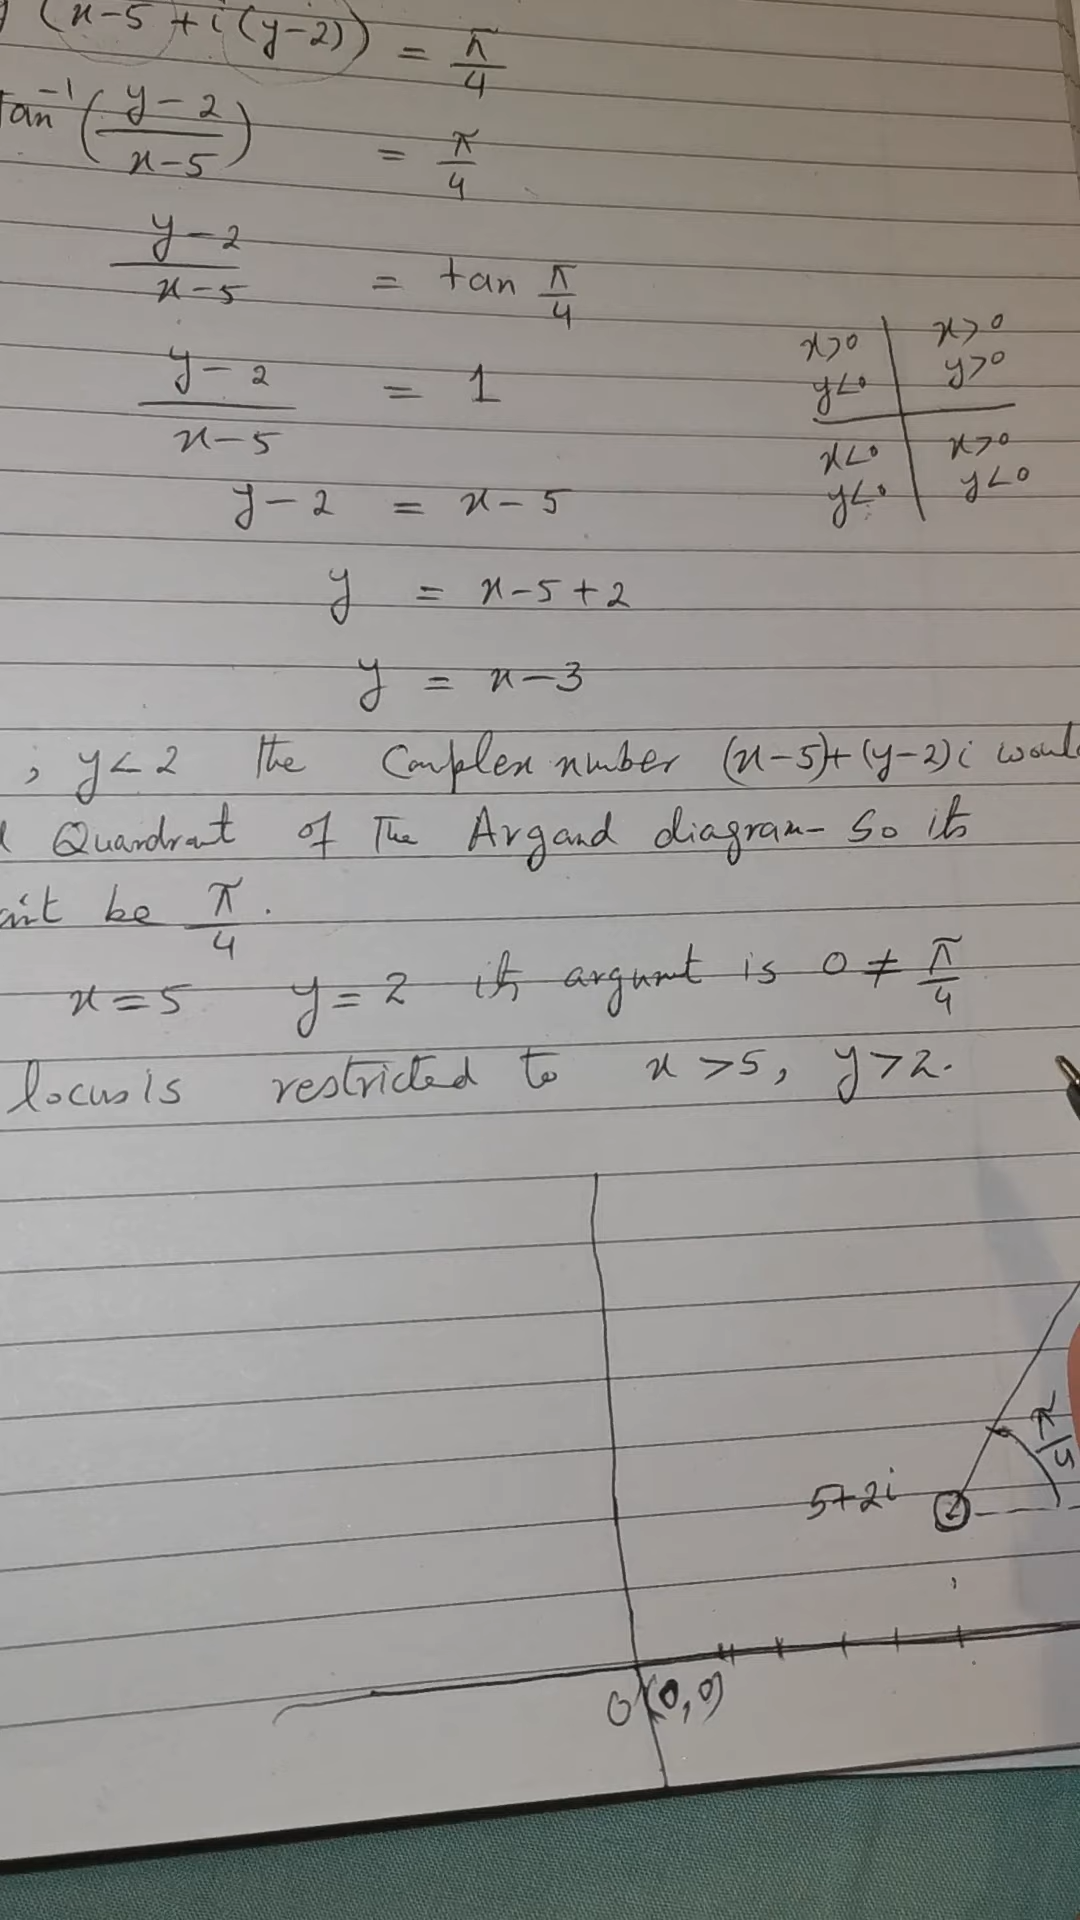 (x-5+i(y-2)) = π/4
tan⁻¹((y-2)/(x-5)) = π/4
(y-2)/(x-5) = tan π/4
(y-2)/(x-5) = 1
x>0 x>0
y<0 y>0
x<0 x>0
y<0 y<0
y-2 = x-5
y = x-5+2
y = x-3
, y<2 the Complex number (x-5)+(y-2)i
Quandrant of The Argand diagram- So its
be π/4.
x=5 y=2 its argument is 0 ≠ π/4
locus is restricted to x>5, y>2.
π/4
5+2i
0 (0,0)